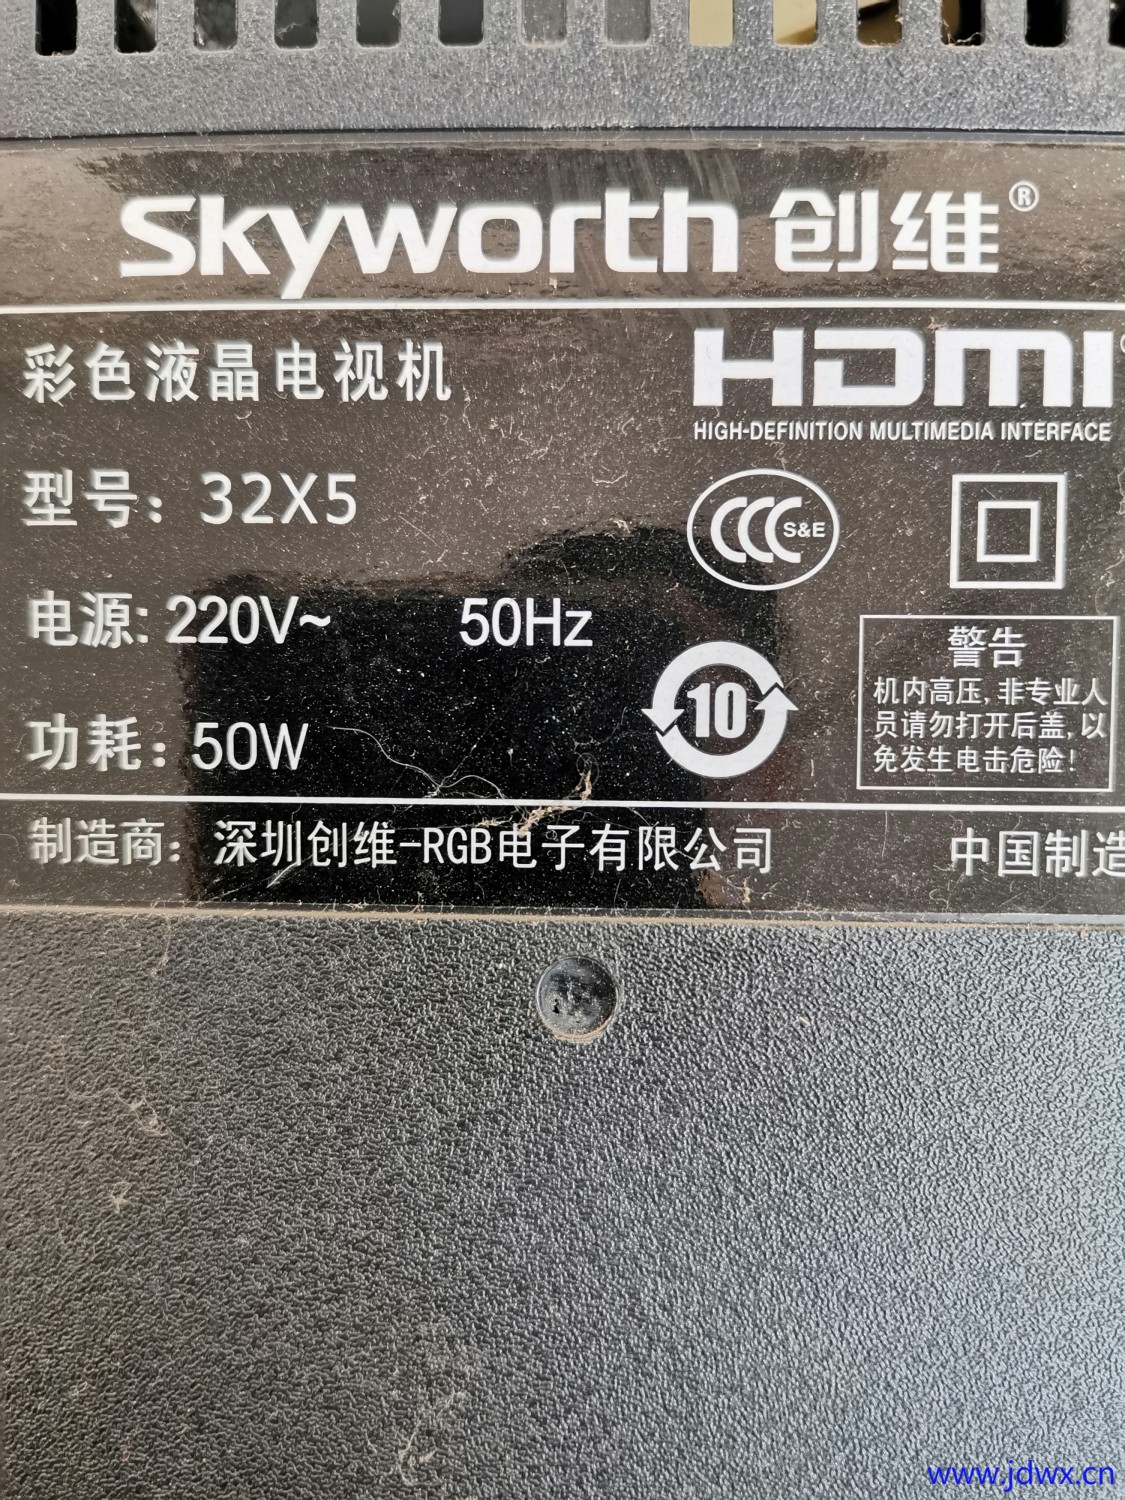 Skyworth 创维®
彩色液晶电视机
HDMI
HIGH-DEFINITION MULTIMEDIA INTERFACE
型号: 32X5
CCC S&E
电源: 220V~ 50Hz
10
警告
机内高压, 非专业人
员请勿打开后盖, 以
免发生电击危险!
功耗: 50W
制造商: 深圳创维-RGB电子有限公司 中国制造
www.jdwx.cn